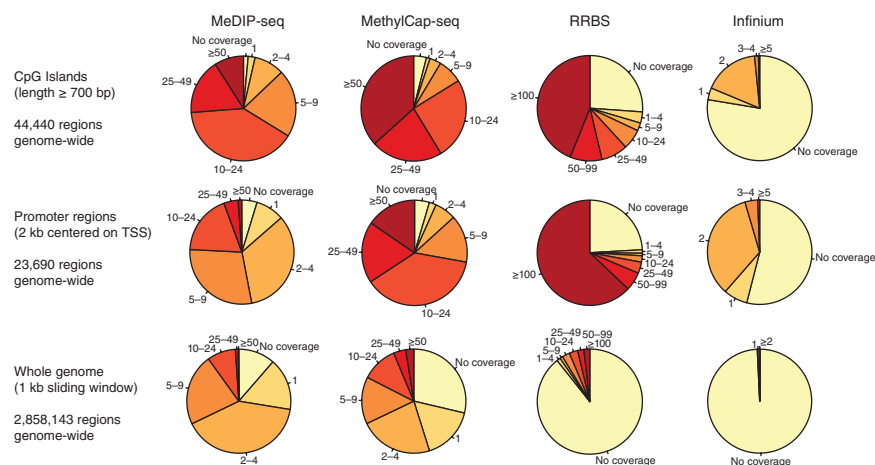 MeDIP-seq MethylCap-seq RRBS Infinium
CpG Islands
(length ≥ 700 bp)
44,440 regions
genome-wide
No coverage
1
2–4
5–9
10–24
25–49
≥50
No coverage
1
2–4
5–9
10–24
25–49
≥50
No coverage
1–4
5–9
10–24
25–49
50–99
≥100
No coverage
1
2
3–4
≥5
Promoter regions
(2 kb centered on TSS)
23,690 regions
genome-wide
No coverage
1
2–4
5–9
10–24
25–49
≥50
No coverage
1
2–4
5–9
10–24
25–49
≥50
No coverage
1–4
5–9
10–24
25–49
50–99
≥100
No coverage
1
2
3–4
≥5
Whole genome
(1 kb sliding window)
2,858,143 regions
genome-wide
No coverage
1
2–4
5–9
10–24
25–49
≥50
No coverage
1
2–4
5–9
10–24
25–49
≥50
No coverage
1–4
5–9
10–24
25–49
50–99
≥100
No coverage
1
≥2